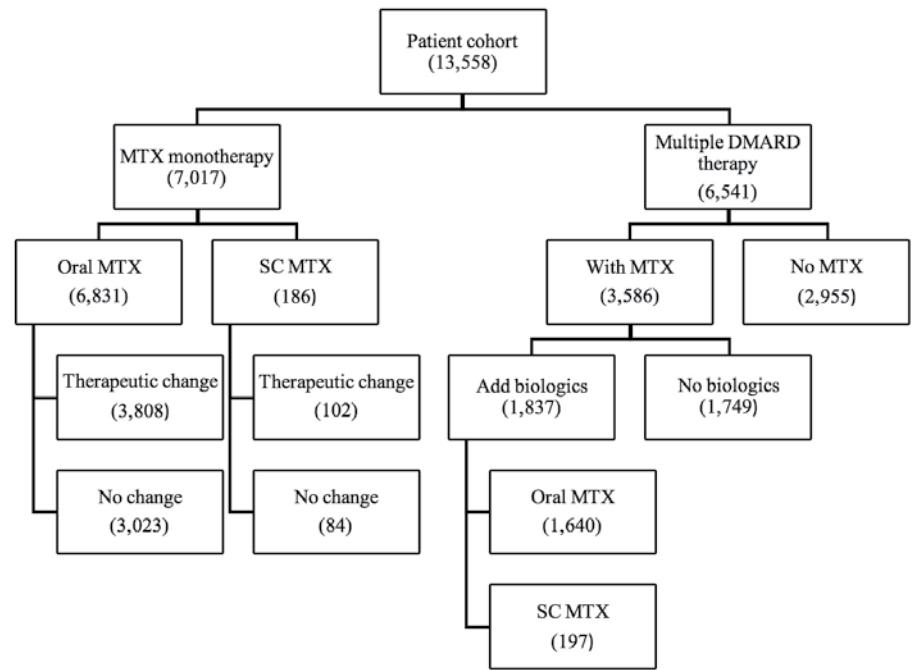 Patient cohort
(13,558)
MTX monotherapy
(7,017)
Multiple DMARD
therapy
(6,541)
Oral MTX
(6,831)
SC MTX
(186)
With MTX
(3,586)
No MTX
(2,955)
Therapeutic change
(3,808)
Therapeutic change
(102)
Add biologics
(1,837)
No biologics
(1,749)
No change
(3,023)
No change
(84)
Oral MTX
(1,640)
SC MTX
(197)